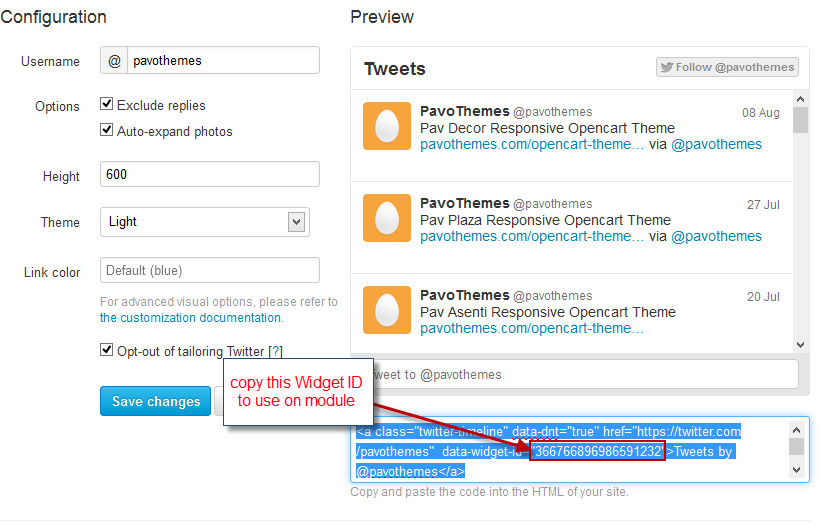 Configuration
Username
@ pavothemes
Options
Exclude replies
Auto-expand photos
Height
600
Theme
Light
Link color
Default (blue)
For advanced visual options, please refer to
the customization documentation.
Opt-out of tailoring Twitter [?]
Save changes
copy this Widget ID
to use on module
Preview
Tweets
Follow @pavothemes
PavoThemes @pavothemes 08 Aug
Pav Decor Responsive Opencart Theme
pavothemes.com/opencart-theme… via @pavothemes
PavoThemes @pavothemes 27 Jul
Pav Plaza Responsive Opencart Theme
pavothemes.com/opencart-theme… via @pavothemes
PavoThemes @pavothemes 20 Jul
Pav Asenti Responsive Opencart Theme
pavothemes.com/opencart-theme…
weet to @pavothemes
<a class="twitter-timeline" data-dnt="true" href="https://twitter.com
/pavothemes" data-widget-id="366766896986591232">Tweets by
@pavothemes</a>
Copy and paste the code into the HTML of your site.